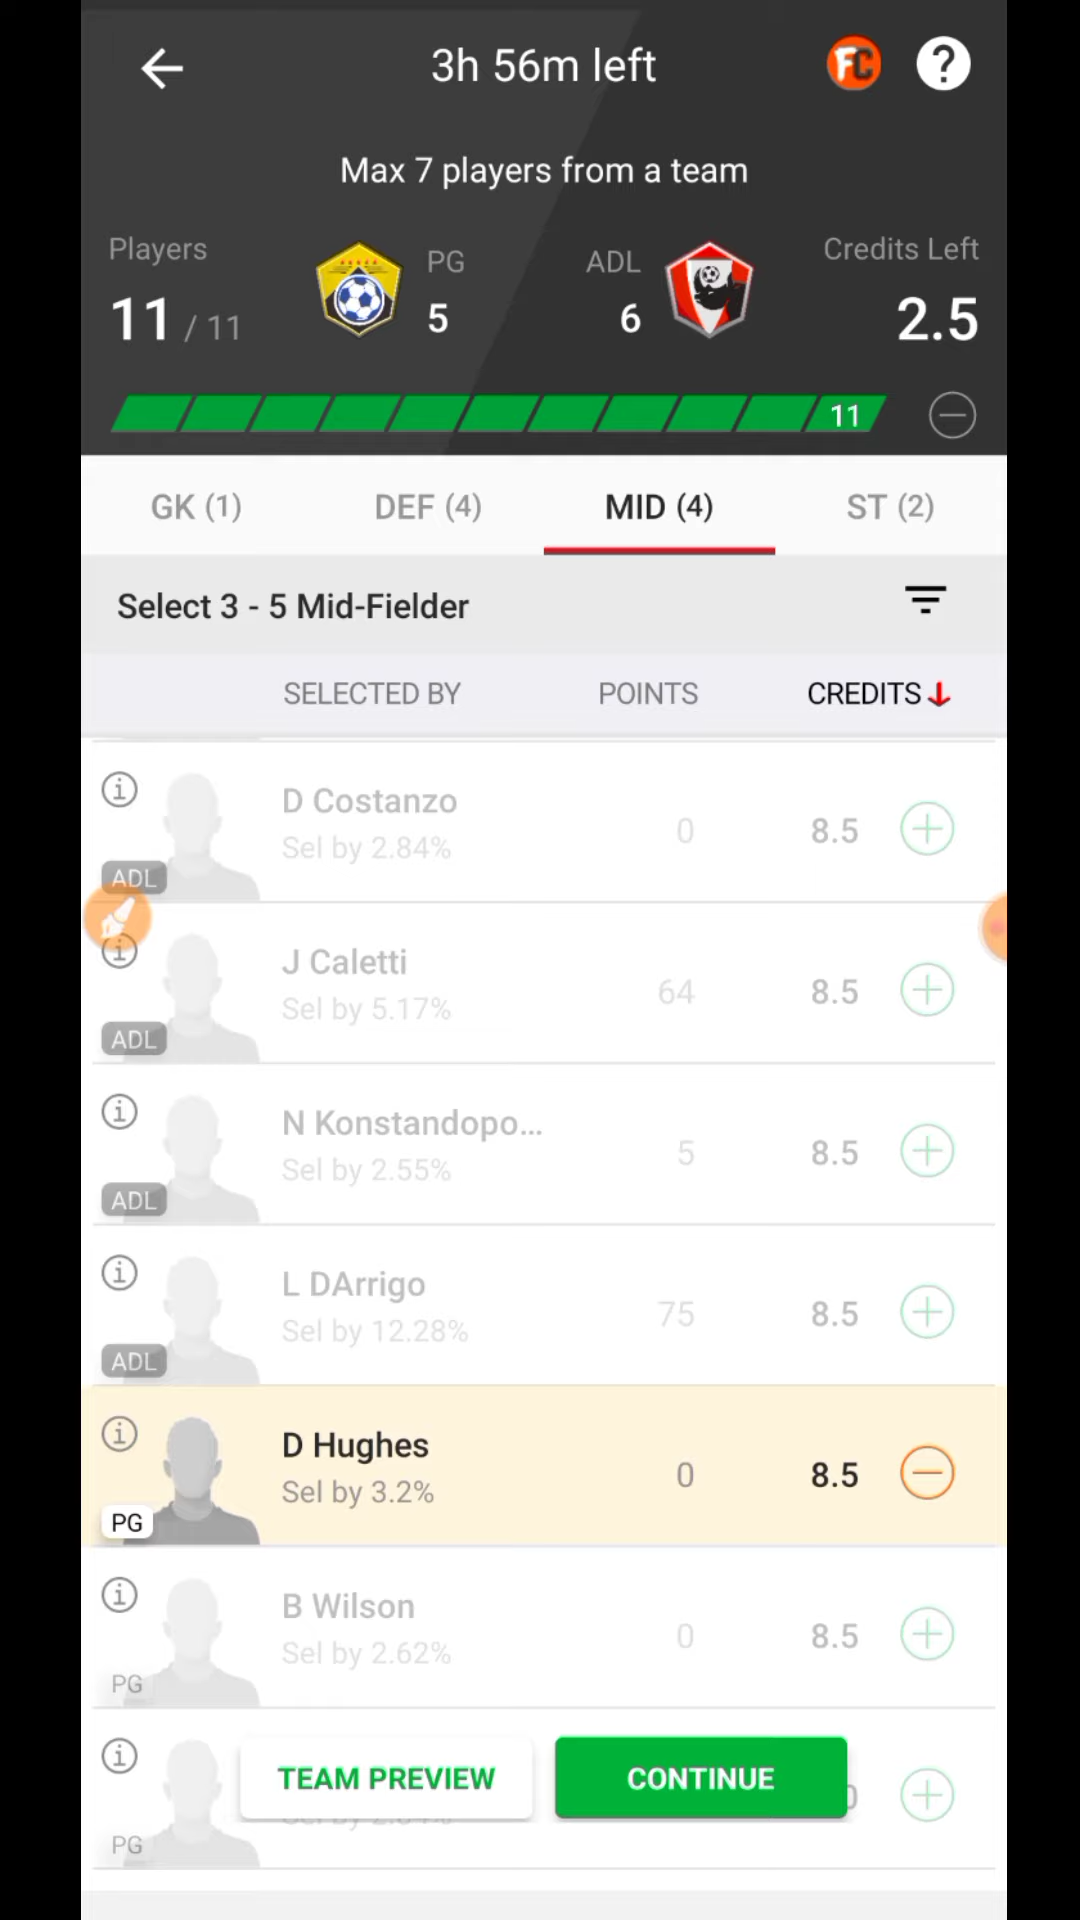 3h 56m left
FC
?
Max 7 players from a team
Players
PG
ADL
Credits Left
11 / 11
5
6
2.5
11
GK (1)
DEF (4)
MID (4)
ST (2)
Select 3 - 5 Mid-Fielder
SELECTED BY
POINTS
CREDITS
D Costanzo
Sel by 2.84%
0
8.5
ADL
J Caletti
Sel by 5.17%
64
8.5
ADL
N Konstandopo...
Sel by 2.55%
5
8.5
ADL
L DArrigo
Sel by 12.28%
75
8.5
ADL
D Hughes
Sel by 3.2%
0
8.5
PG
B Wilson
Sel by 2.62%
0
8.5
PG
TEAM PREVIEW
CONTINUE
PG